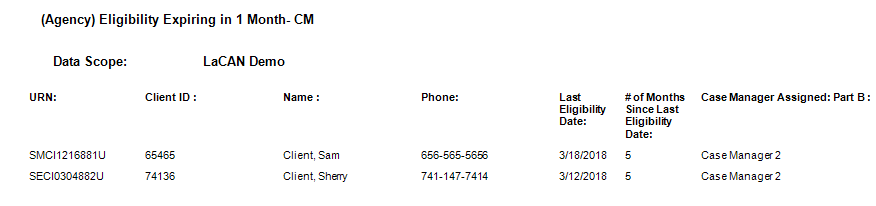 (Agency) Eligibility Expiring in 1 Month- CM
Data Scope: LaCAN Demo
URN: Client ID : Name : Phone: Last Eligibility Date: # of Months Since Last Eligibility Date: Case Manager Assigned: Part B :
SMCI1216881U 65465 Client, Sam 656-565-5656 3/18/2018 5 Case Manager 2
SECI0304882U 74136 Client, Sherry 741-147-7414 3/12/2018 5 Case Manager 2